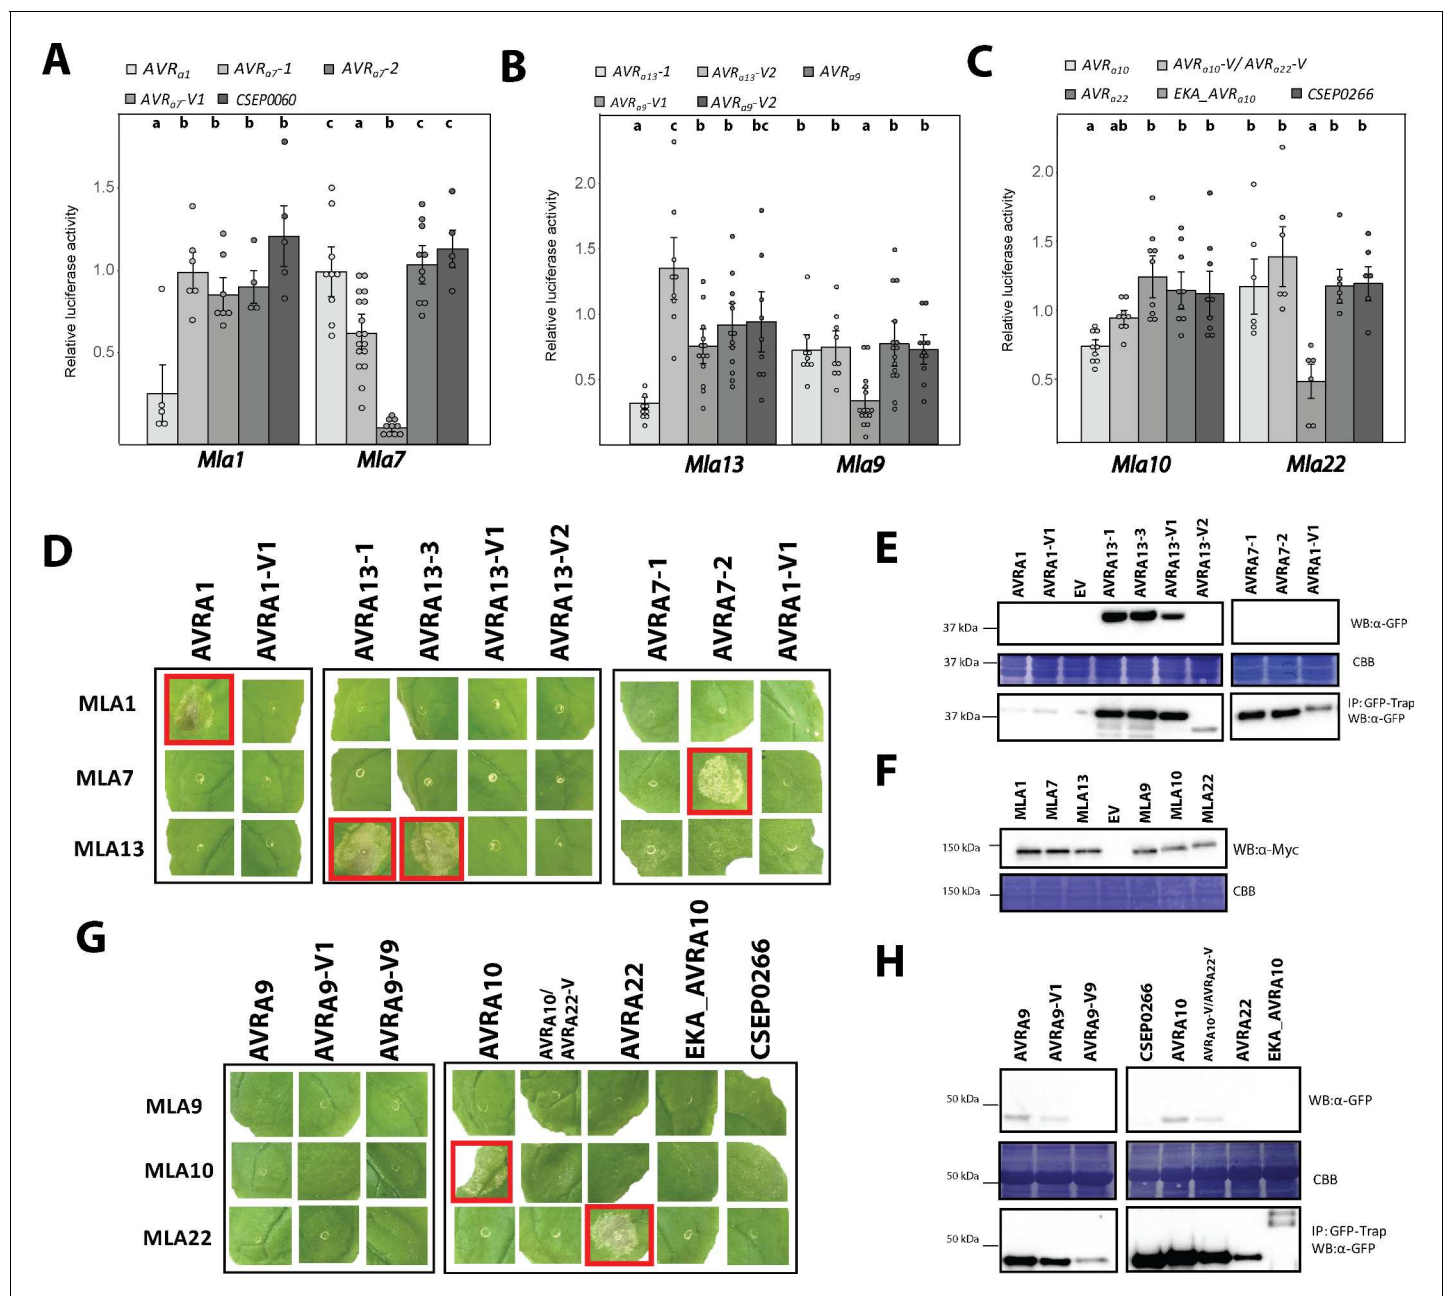 A
AVRa1 AVRa7-1 AVRa7-2
AVRa7-V1 CSEP0060
a b b b b c a b c c
Relative luciferase activity
1.5
1.0
0.5
Mla1 Mla7
B
AVRa13-1 AVRa13-V2 AVRa9
AVRa9-V1 AVRa9-V2
a c b b bc b b a b b
Relative luciferase activity
2.0
1.5
1.0
0.5
Mla13 Mla9
C
AVRa10 AVRa10-V/ AVRa22-V
AVRa22 EKA_AVRa10 CSEP0266
a ab b b b b b a b b
Relative luciferase activity
2.0
1.5
1.0
0.5
Mla10 Mla22
D
AVRA1 AVRA1-V1 AVRA13-1 AVRA13-3 AVRA13-V1 AVRA13-V2 AVRA7-1 AVRA7-2 AVRA1-V1
MLA1
MLA7
MLA13
E
AVRA1 AVRA1-V1 EV AVRA13-1 AVRA13-3 AVRA13-V1 AVRA13-V2 AVRA7-1 AVRA7-2 AVRA1-V1
37 kDa WB:α-GFP
37 kDa CBB
37 kDa IP: GFP-Trap
WB:α-GFP
F
MLA1 MLA7 MLA13 EV MLA9 MLA10 MLA22
150 kDa WB:α-Myc
150 kDa CBB
G
AVRA9 AVRA9-V1 AVRA9-V9 AVRA10 AVRA10/ AVRA22-V AVRA22 EKA_AVRA10 CSEP0266
MLA9
MLA10
MLA22
H
AVRA9 AVRA9-V1 AVRA9-V9 CSEP0266 AVRA10 AVRA10-V/AVRA22-V AVRA22 EKA_AVRA10
50 kDa WB:α-GFP
50 kDa CBB
50 kDa IP: GFP-Trap
WB:α-GFP